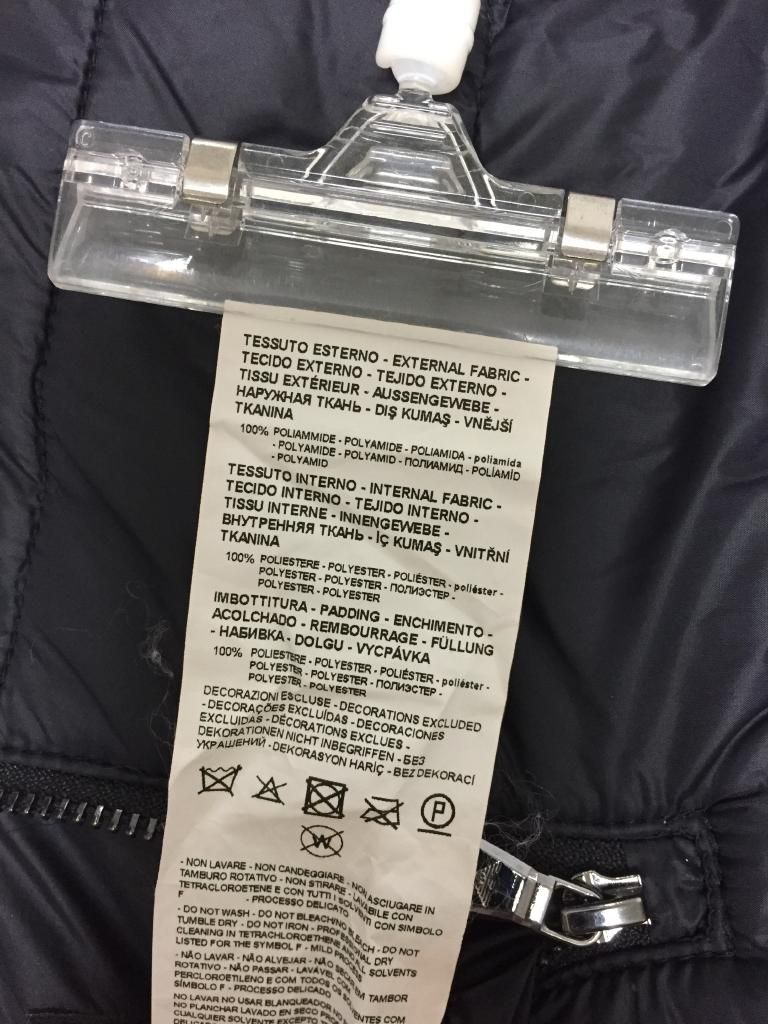 TESSUTO ESTERNO - EXTERNAL FABRIC -
TECIDO EXTERNO - TEJIDO EXTERNO -
TISSU EXTÉRIEUR - AUSSENGEWEBE -
НАРУЖНАЯ ТКАНЬ - DIŞ KUMAŞ - VNĚJŠÍ
TKANINA
100% POLIAMMIDE - POLYAMIDE - POLIAMIDA - poliamida
- POLYAMIDE - POLYAMID - ПОЛИАМИД - POLİAMİD
- POLYAMID
TESSUTO INTERNO - INTERNAL FABRIC -
TECIDO INTERNO - TEJIDO INTERNO -
TISSU INTERNE - INNENGEWEBE -
ВНУТРЕННЯЯ ТКАНЬ - İÇ KUMAŞ - VNITŘNÍ
TKANINA
100% POLIESTERE - POLYESTER - POLIÉSTER - poliéster -
POLYESTER - POLYESTER - ПОЛИЭСТЕР -
POLYESTER - POLYESTER
IMBOTTITURA - PADDING - ENCHIMENTO -
ACOLCHADO - REMBOURRAGE - FÜLLUNG
- НАБИВКА - DOLGU - VYCPÁVKA
100% POLIESTERE - POLYESTER - POLIÉSTER - poliéster -
POLYESTER - POLYESTER - ПОЛИЭСТЕР -
POLYESTER - POLYESTER
DECORAZIONI ESCLUSE - DECORATIONS EXCLUDED
- DECORAÇÕES EXCLUÍDAS - DECORACIONES
EXCLUIDAS - DÉCORATIONS EXCLUES -
DEKORATIONEN NICHT INBEGRIFFEN - БЕЗ
УКРАШЕНИЙ - DEKORASYON HARİÇ - BEZ DEKORACÍ
P
W
- NON LAVARE - NON CANDEGGIARE - NON ASCIUGARE IN
TAMBURO ROTATIVO - NON STIRARE - LAVABILE CON
TETRACLOROETENE E CON TUTTI I SOLVENTI CON SIMBOLO
F - PROCESSO DELICATO
- DO NOT WASH - DO NOT BLEACH/NO BLEACH - DO NOT
TUMBLE DRY - DO NOT IRON - PROFESSIONAL DRY
CLEANING IN TETRACHLOROETHENE AND ALL SOLVENTS
LISTED FOR THE SYMBOL F - MILD PROCESS
- NÃO LAVAR - NÃO ALVEJAR - NÃO SECAR EM TAMBOR
ROTATIVO - NÃO PASSAR - LAVÁVEL COM
PERCLOROETILENO E COM TODOS OS SOLVENTES COM
SÍMBOLO F - PROCESSO DELICADO
NO LAVAR NO USAR BLANQUEADOR NO
NO PLANCHAR LAVADO EN SECO
CUALQUIER SOLVENTE EXCEPTO